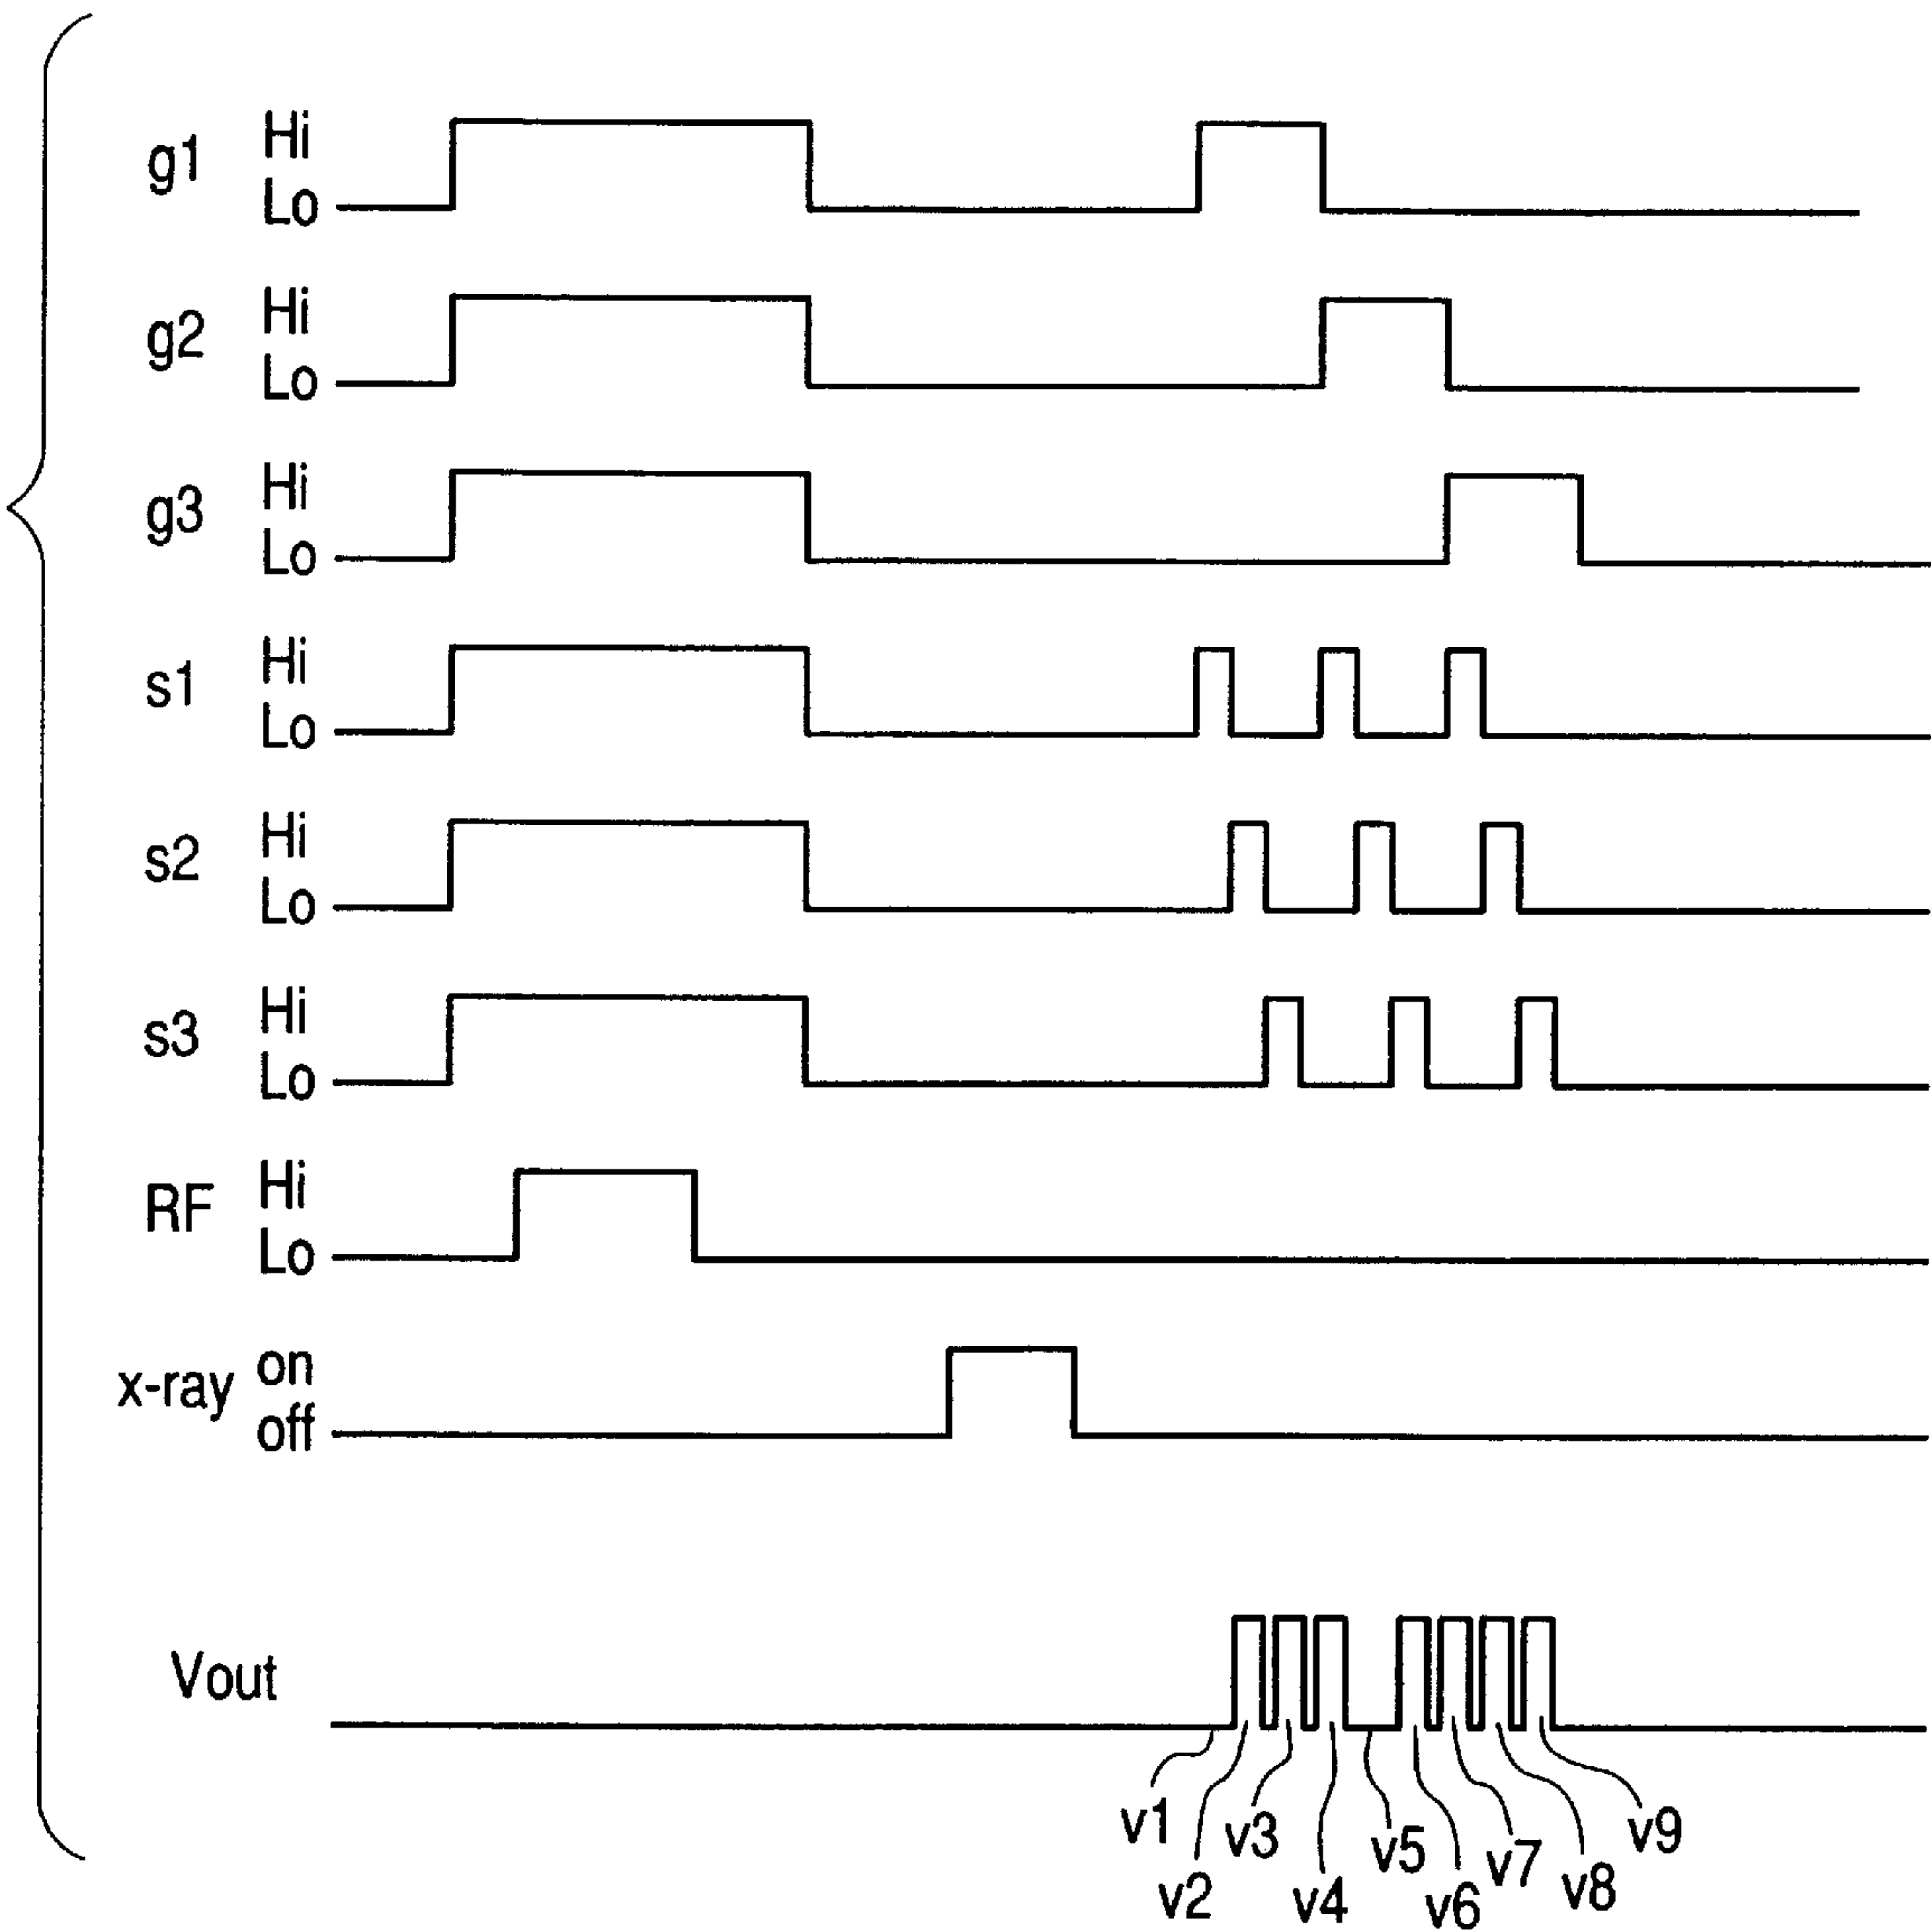 g1 Hi
Lo
g2 Hi
Lo
g3 Hi
Lo
s1 Hi
Lo
s2 Hi
Lo
s3 Hi
Lo
RF Hi
Lo
x-ray on
off
Vout
v1 v3 v5 v7 v9
v2 v4 v6 v8